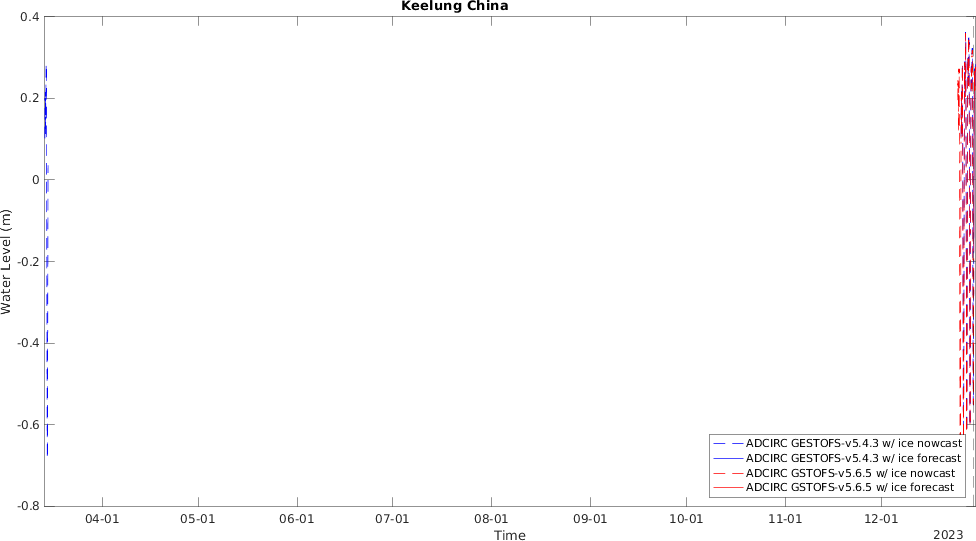 Keelung China
0.4
0.2
0
-0.2
-0.4
-0.6
-0.8
Water Level (m)
ADCIRC GESTOFS-v5.4.3 w/ ice nowcast
ADCIRC GESTOFS-v5.4.3 w/ ice forecast
ADCIRC GSTOFS-v5.6.5 w/ ice nowcast
ADCIRC GSTOFS-v5.6.5 w/ ice forecast
04-01 05-01 06-01 07-01 08-01 09-01 10-01 11-01 12-01
Time
2023